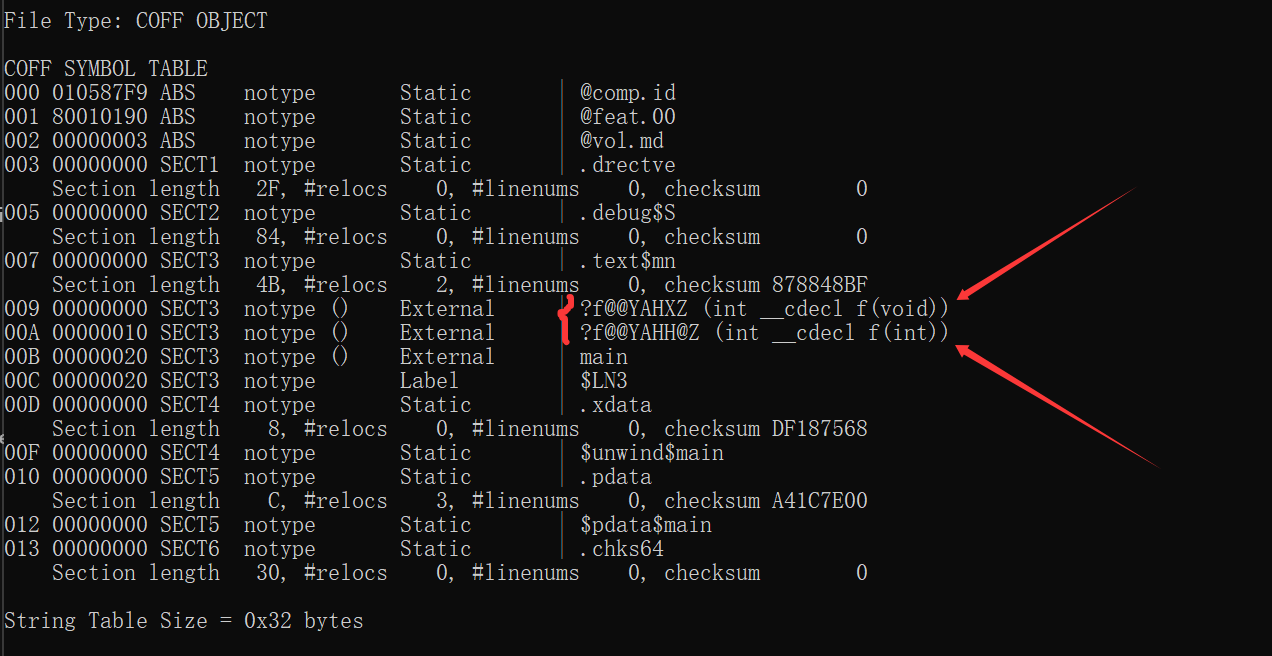 File Type: COFF OBJECT
COFF SYMBOL TABLE
000 010587F9 ABS    notype       Static       | @comp.id
001 80010190 ABS    notype       Static       | @feat.00
002 00000003 ABS    notype       Static       | @vol.md
003 00000000 SECT1  notype       Static       | .drectve
    Section length   2F, #relocs    0, #linenums    0, checksum        0
005 00000000 SECT2  notype       Static       | .debug$S
    Section length   84, #relocs    0, #linenums    0, checksum        0
007 00000000 SECT3  notype       Static       | .text$mn
    Section length   4B, #relocs    2, #linenums    0, checksum 878848BF
009 00000000 SECT3  notype ()    External     | ?f@@YAHXZ (int __cdecl f(void))
00A 00000010 SECT3  notype ()    External     | ?f@@YAHH@Z (int __cdecl f(int))
00B 00000020 SECT3  notype ()    External     | main
00C 00000020 SECT3  notype       Label        | $LN3
00D 00000000 SECT4  notype       Static       | .xdata
    Section length    8, #relocs    0, #linenums    0, checksum DF187568
00F 00000000 SECT4  notype       Static       | $unwind$main
010 00000000 SECT5  notype       Static       | .pdata
    Section length    C, #relocs    3, #linenums    0, checksum A41C7E00
012 00000000 SECT5  notype       Static       | $pdata$main
013 00000000 SECT6  notype       Static       | .chks64
    Section length   30, #relocs    0, #linenums    0, checksum        0
String Table Size = 0x32 bytes